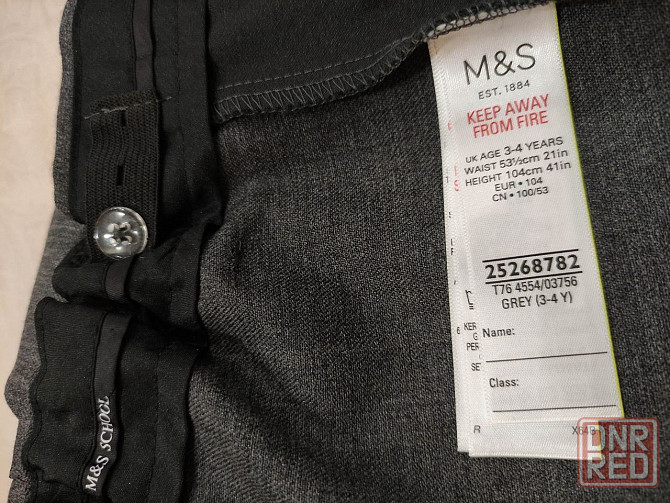 M&S
EST. 1884
KEEP AWAY
FROM FIRE
UK AGE 3-4 YEARS
WAIST 53½cm 21in
HEIGHT 104cm 41in
EUR • 104
CN • 100/53
25268782
T76 4554/03756
GREY (3-4 Y)
Name:
Class:
M&S SCHOOL
DNR
RED